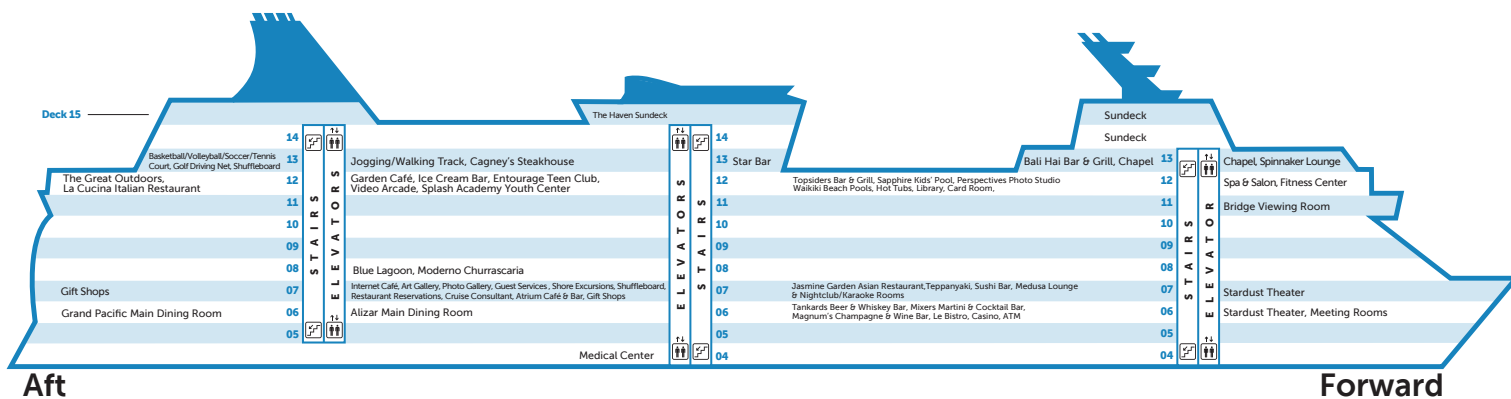 Deck 15
The Haven Sundeck
Sundeck
14
14
Sundeck
Basketball/Volleyball/Soccer/Tennis
Court, Golf Driving Net, Shuffleboard
13
Jogging/Walking Track, Cagney's Steakhouse
13 Star Bar
Bali Hai Bar & Grill, Chapel 13
Chapel, Spinnaker Lounge
The Great Outdoors,
La Cucina Italian Restaurant
12
Garden Café, Ice Cream Bar, Entourage Teen Club,
Video Arcade, Splash Academy Youth Center
12
Topsiders Bar & Grill, Sapphire Kids' Pool, Perspectives Photo Studio
Waikiki Beach Pools, Hot Tubs, Library, Card Room,
12
Spa & Salon, Fitness Center
11
11
11
Bridge Viewing Room
10
10
10
09
09
09
08
Blue Lagoon, Moderno Churrascaria
08
08
Gift Shops
07
Internet Café, Art Gallery, Photo Gallery, Guest Services , Shore Excursions, Shuffleboard,
Restaurant Reservations, Cruise Consultant, Atrium Café & Bar, Gift Shops
07
Jasmine Garden Asian Restaurant,Teppanyaki, Sushi Bar, Medusa Lounge
& Nightclub/Karaoke Rooms
07
Stardust Theater
Grand Pacific Main Dining Room
06
Alizar Main Dining Room
06
Tankards Beer & Whiskey Bar, Mixers Martini & Cocktail Bar,
Magnum's Champagne & Wine Bar, Le Bistro, Casino, ATM
06
Stardust Theater, Meeting Rooms
05
05
05
Medical Center
04
04
STAIRS
ELEVATORS
ELEVATORS
STAIRS
STAIRS
ELEVATOR
Aft
Forward